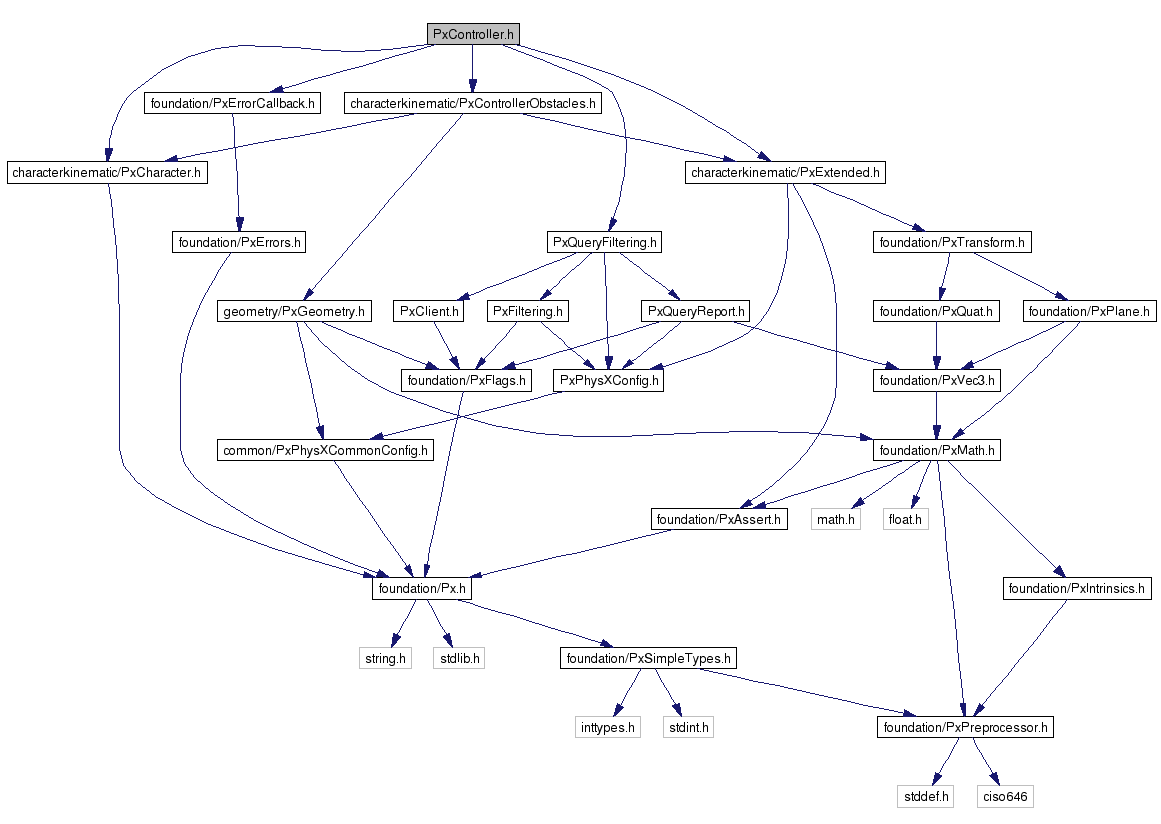 PxController.h
foundation/PxErrorCallback.h
characterkinematic/PxControllerObstacles.h
characterkinematic/PxCharacter.h
characterkinematic/PxExtended.h
foundation/PxErrors.h
PxQueryFiltering.h
foundation/PxTransform.h
geometry/PxGeometry.h
PxClient.h
PxFiltering.h
PxQueryReport.h
foundation/PxQuat.h
foundation/PxPlane.h
foundation/PxFlags.h
PxPhysXConfig.h
foundation/PxVec3.h
common/PxPhysXCommonConfig.h
foundation/PxMath.h
foundation/PxAssert.h
math.h
float.h
foundation/Px.h
foundation/PxIntrinsics.h
string.h
stdlib.h
foundation/PxSimpleTypes.h
inttypes.h
stdint.h
foundation/PxPreprocessor.h
stddef.h
ciso646